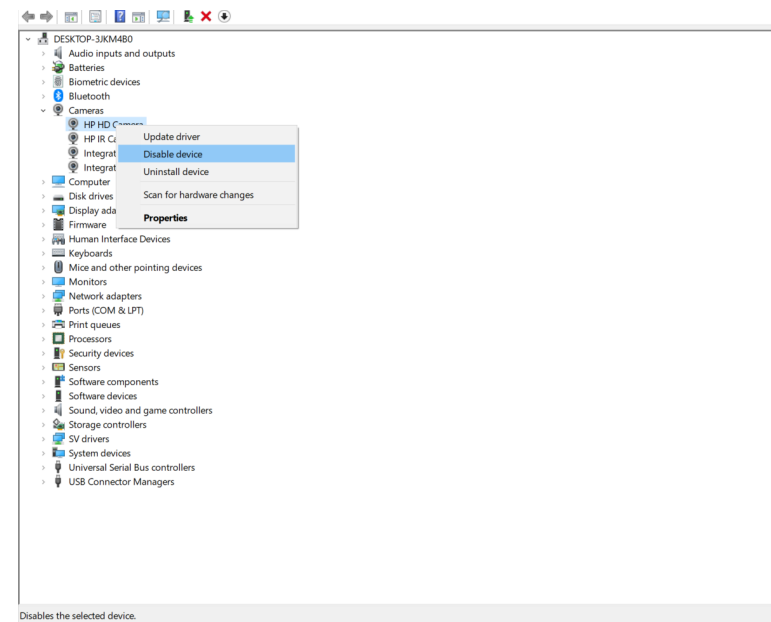 DESKTOP-3JKM4B0
Audio inputs and outputs
Batteries
Biometric devices
Bluetooth
Cameras
HP HD Camera
HP IR
Integrat
Integrat
Update driver
Disable device
Uninstall device
Scan for hardware changes
Properties
Computer
Disk drives
Display ada
Firmware
Human Interface Devices
Keyboards
Mice and other pointing devices
Monitors
Network adapters
Ports (COM & LPT)
Print queues
Processors
Security devices
Sensors
Software components
Software devices
Sound, video and game controllers
Storage controllers
SV drivers
System devices
Universal Serial Bus controllers
USB Connector Managers
Disables the selected device.